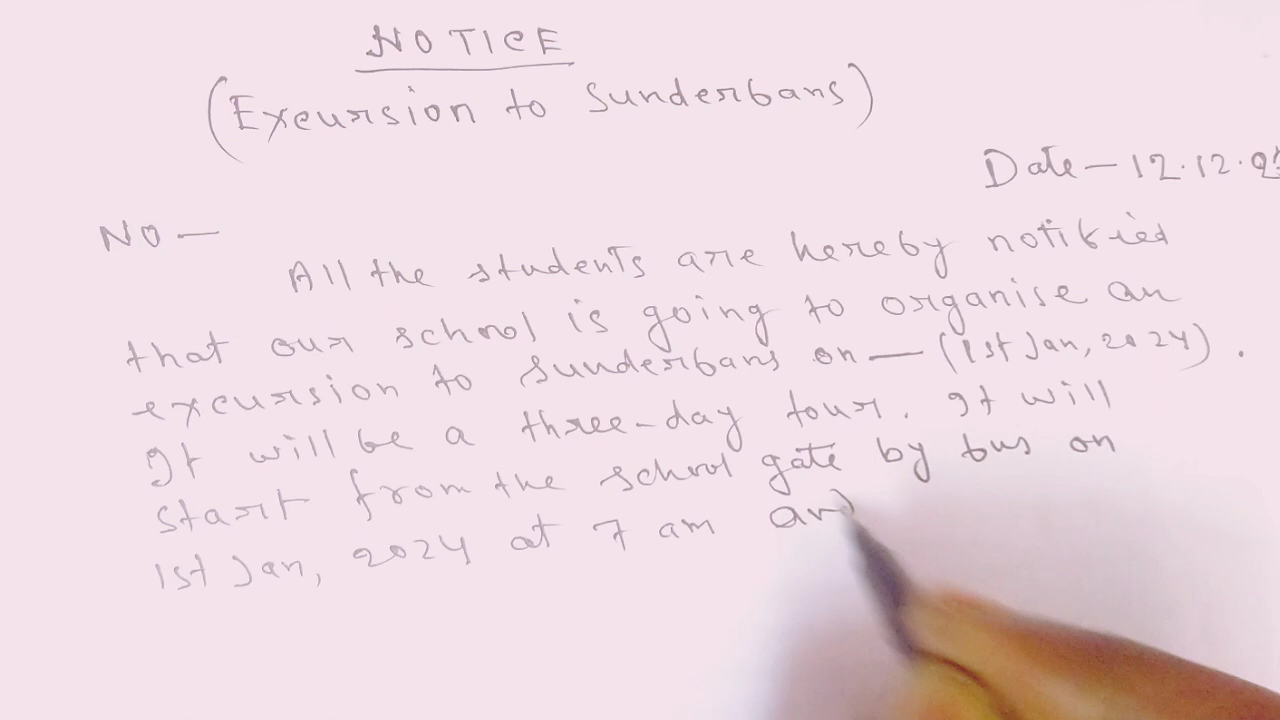 NOTICE
(Excursion to Sunderbans)
Date — 12.12.2
NO —
All the students are hereby notified
that our school is going to organise an
excursion to Sunderbans on — (1st Jan, 2024).
It will be a three-day tour. It will
start from the school gate by bus on
1st Jan, 2024 at 7 am and